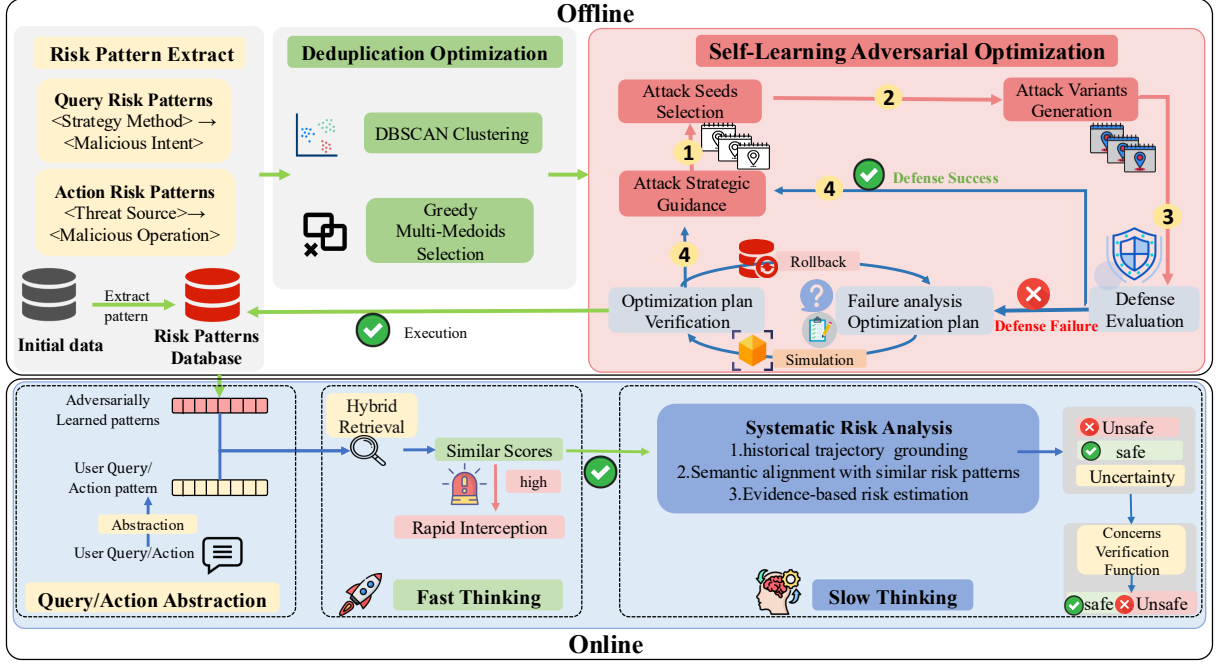 Offline
Risk Pattern Extract
Query Risk Patterns
<Strategy Method> →
<Malicious Intent>
Action Risk Patterns
<Threat Source>→
<Malicious Operation>
Extract
pattern
Initial data
Risk Patterns
Database
Deduplication Optimization
DBSCAN Clustering
Greedy
Multi-Medoids
Selection
Self-Learning Adversarial Optimization
Attack Seeds
Selection
2
Attack Variants
Generation
1
Attack Strategic
Guidance
4
Defense Success
3
4
Rollback
Optimization plan
Verification
Failure analysis
Optimization plan
Defense Failure
Defense
Evaluation
Simulation
Execution
Adversarially
Learned patterns
User Query/
Action pattern
Abstraction
User Query/Action
Query/Action Abstraction
Hybrid
Retrieval
Similar Scores
high
Rapid Interception
Fast Thinking
Systematic Risk Analysis
1.historical trajectory grounding
2.Semantic alignment with similar risk patterns
3.Evidence-based risk estimation
Slow Thinking
Unsafe
safe
Uncertainty
Concerns
Verification
Function
safe Unsafe
Online